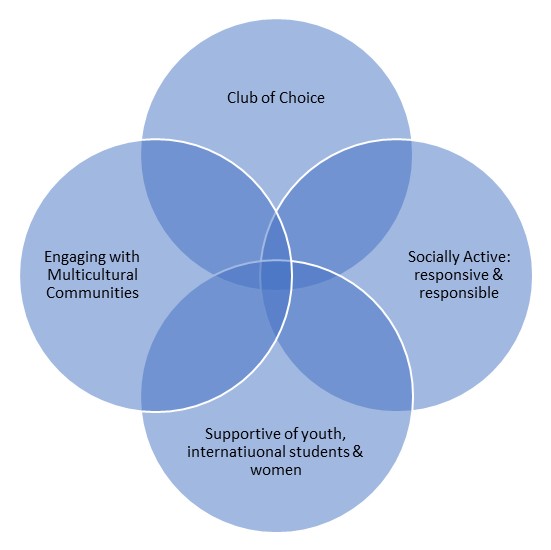 Club of Choice
Engaging with
Multicultural
Communities
Socially Active:
responsive &
responsible
Supportive of youth,
internatiuonal students &
women